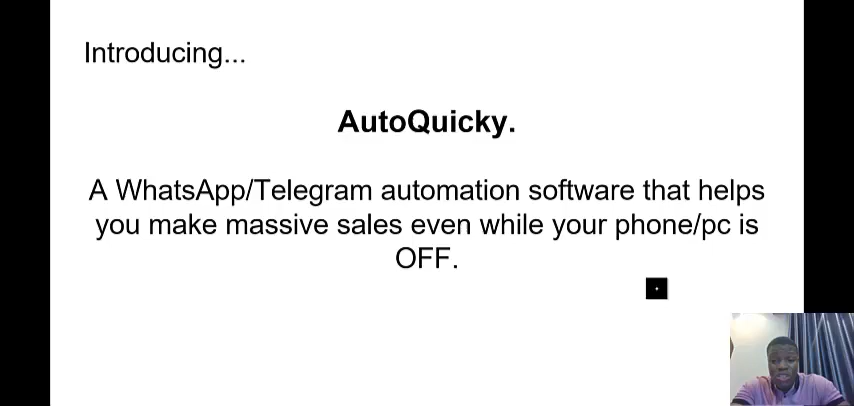 Introducing...
AutoQuicky.
A WhatsApp/Telegram automation software that helps
you make massive sales even while your phone/pc is
OFF.